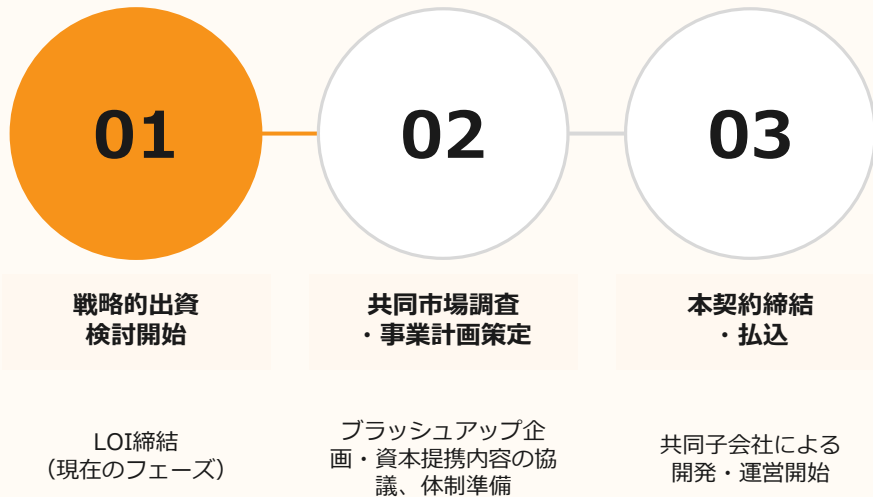 01
02
03
戦略的出資
検討開始
共同市場調査
・事業計画策定
本契約締結
・払込
LOI締結
（現在のフェーズ）
ブラッシュアップ企
画・資本提携内容の協
議、体制準備
共同子会社による
開発・運営開始